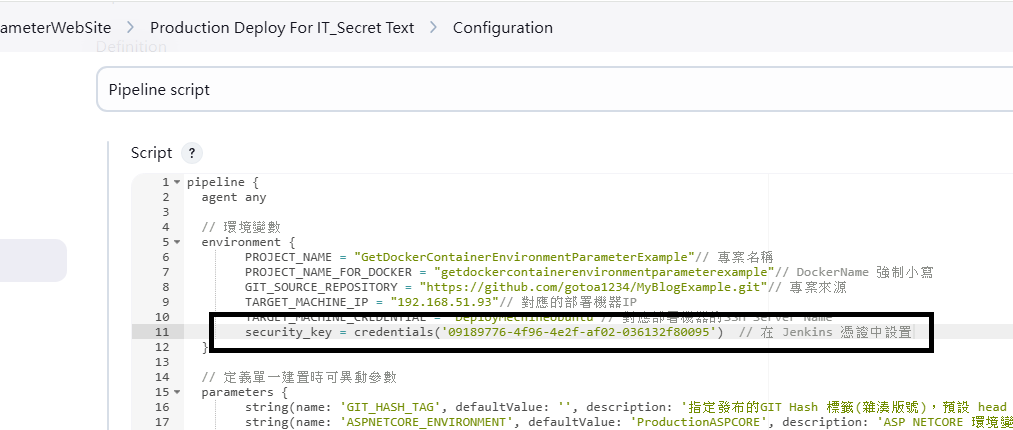 ameterWebSite > Production Deploy For IT_Secret Text > Configuration
Definition
Pipeline script
Script ?
1 pipeline {
2 agent any
3
4 // 環境變數
5 environment {
6 PROJECT_NAME = "GetDockerContainerEnvironmentParameterExample"// 專案名稱
7 PROJECT_NAME_FOR_DOCKER = "getdockercontainerenvironmentparameterexample"// DockerName 強制小寫
8 GIT_SOURCE_REPOSITORY = "https://github.com/gotoa1234/MyBlogExample.git"// 專案來源
9 TARGET_MACHINE_IP = "192.168.51.93"// 對應的部署機器IP
10 TARGET_MACHINE_CREDENTIAL = "DeployMechineUbuntu"// 對應部署機器的SSH Server Name
11 security_key = credentials('09189776-4f96-4e2f-af02-036132f80095') // 在 Jenkins 憑證中設置
12 }
13
14 // 定義單一建置時可異動參數
15 parameters {
16 string(name: 'GIT_HASH_TAG', defaultValue: '', description: '指定發布的GIT Hash 標籤(雜湊版號)，預設 head
17 string(name: 'ASPNETCORE_ENVIRONMENT', defaultValue: 'ProductionASPCORE', description: 'ASP NETCORE 環境變